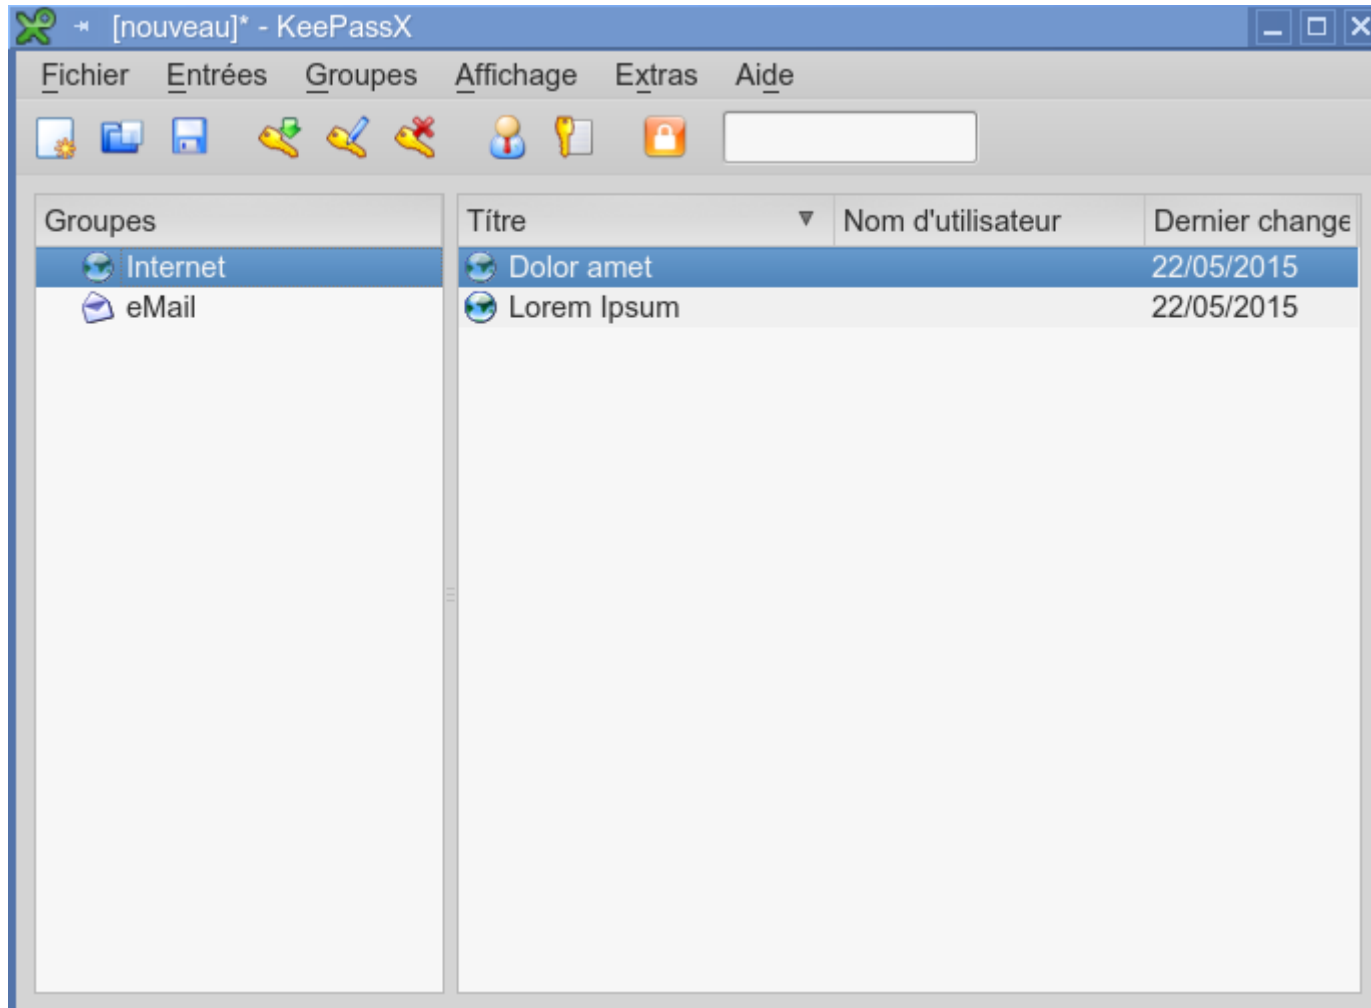 [nouveau]* - KeePassX
Fichier Entrées Groupes Affichage Extras Aide
Groupes
Internet
eMail
Títre Nom d'utilisateur Dernier change
Dolor amet 22/05/2015
Lorem Ipsum 22/05/2015